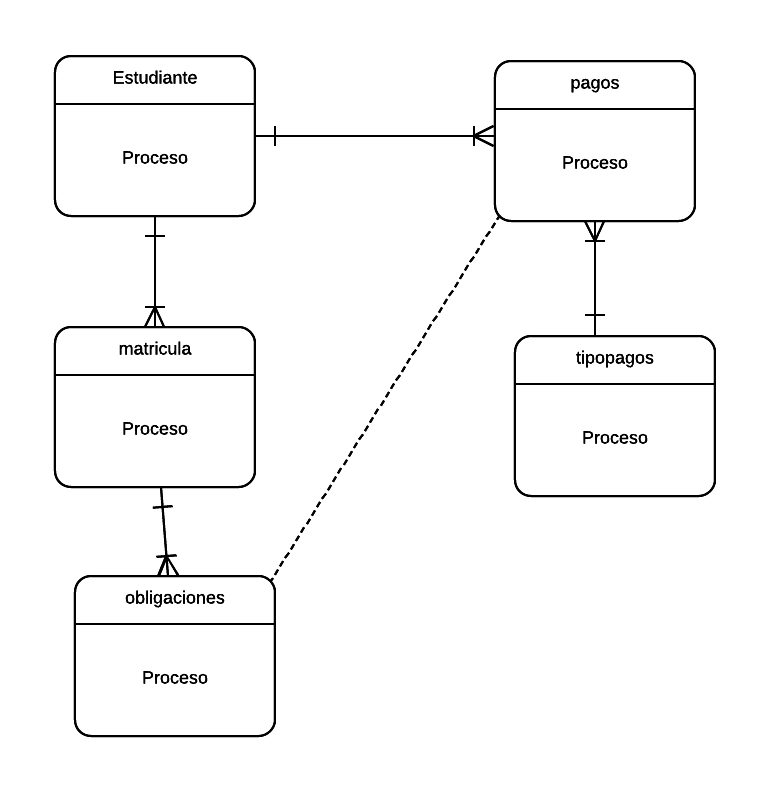 Estudiante
Proceso
pagos
Proceso
matricula
Proceso
tipopagos
Proceso
obligaciones
Proceso